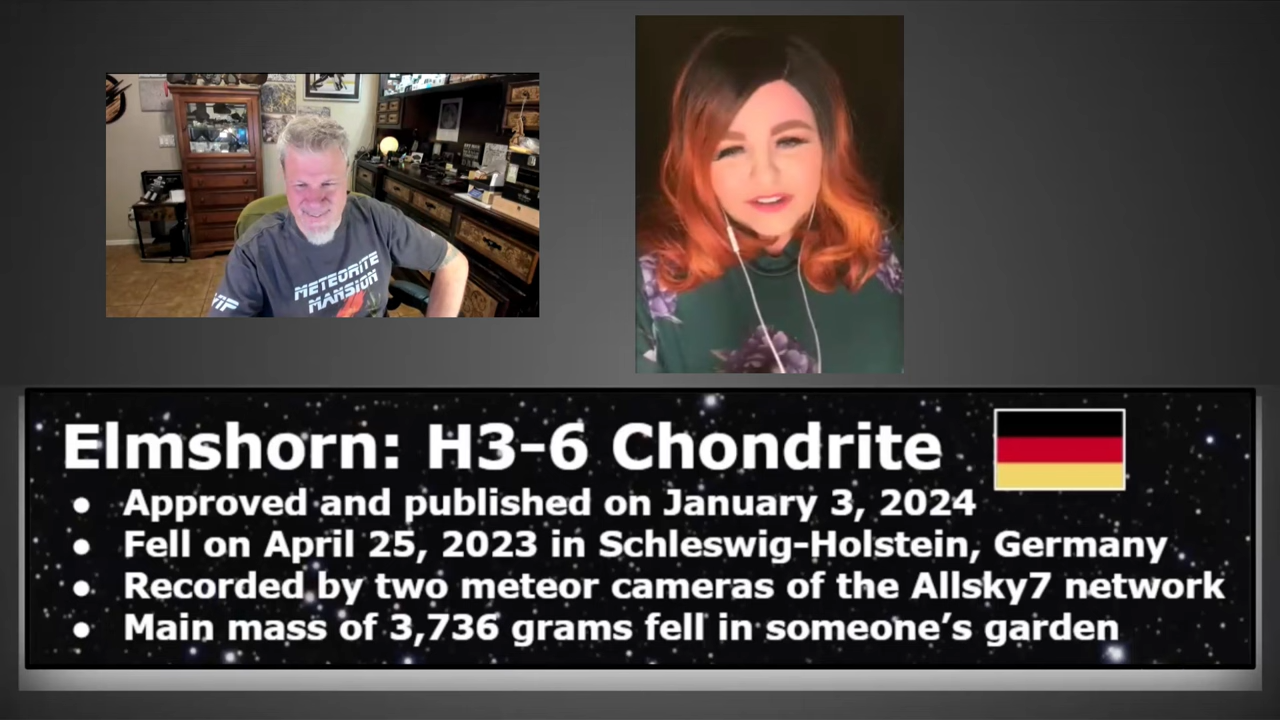 METEORITE
MANSION
Elmshorn: H3-6 Chondrite
● Approved and published on January 3, 2024
● Fell on April 25, 2023 in Schleswig-Holstein, Germany
● Recorded by two meteor cameras of the Allsky7 network
● Main mass of 3,736 grams fell in someone’s garden